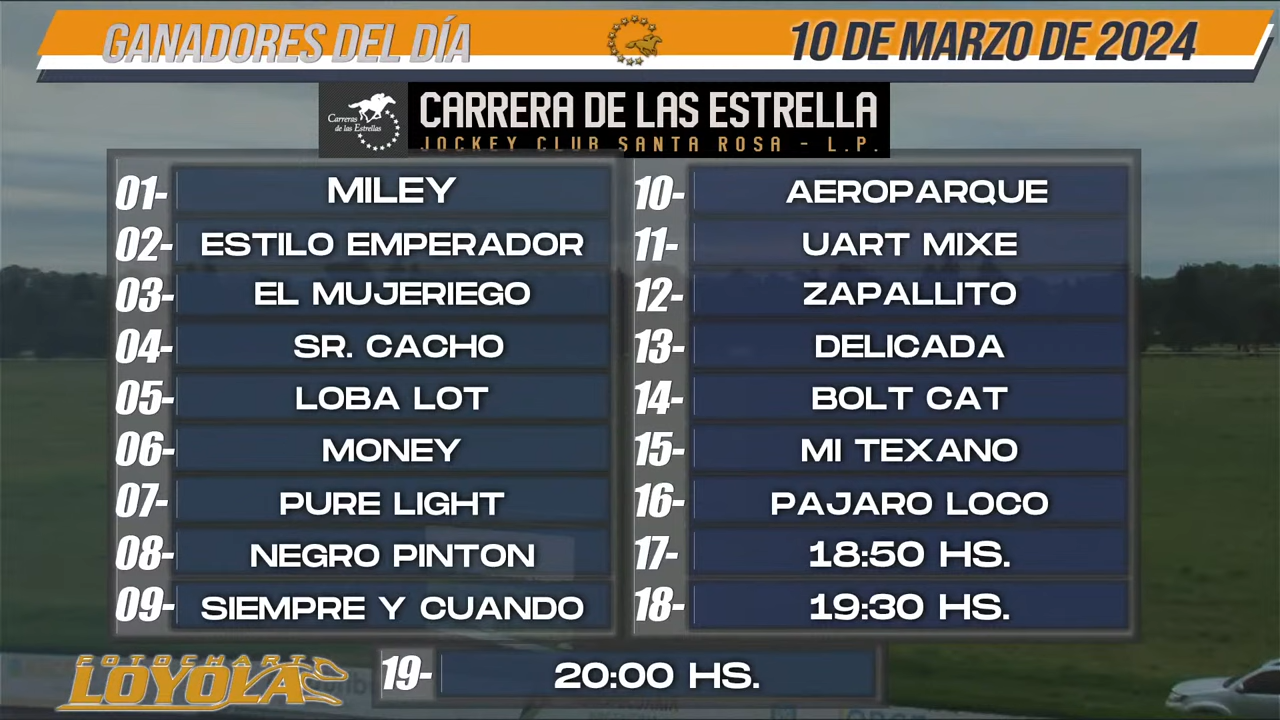 GANADORES DEL DÍA
10 DE MARZO DE 2024
Carreras
de las Estrellas
CARRERA DE LAS ESTRELLA
JOCKEY CLUB SANTA ROSA - L.P.
01- MILEY
02- ESTILO EMPERADOR
03- EL MUJERIEGO
04- SR. CACHO
05- LOBA LOT
06- MONEY
07- PURE LIGHT
08- NEGRO PINTON
09- SIEMPRE Y CUANDO
10- AEROPARQUE
11- UART MIXE
12- ZAPALLITO
13- DELICADA
14- BOLT CAT
15- MI TEXANO
16- PAJARO LOCO
17- 18:50 HS.
18- 19:30 HS.
19- 20:00 HS.
FOTOCHART
LOYOLA